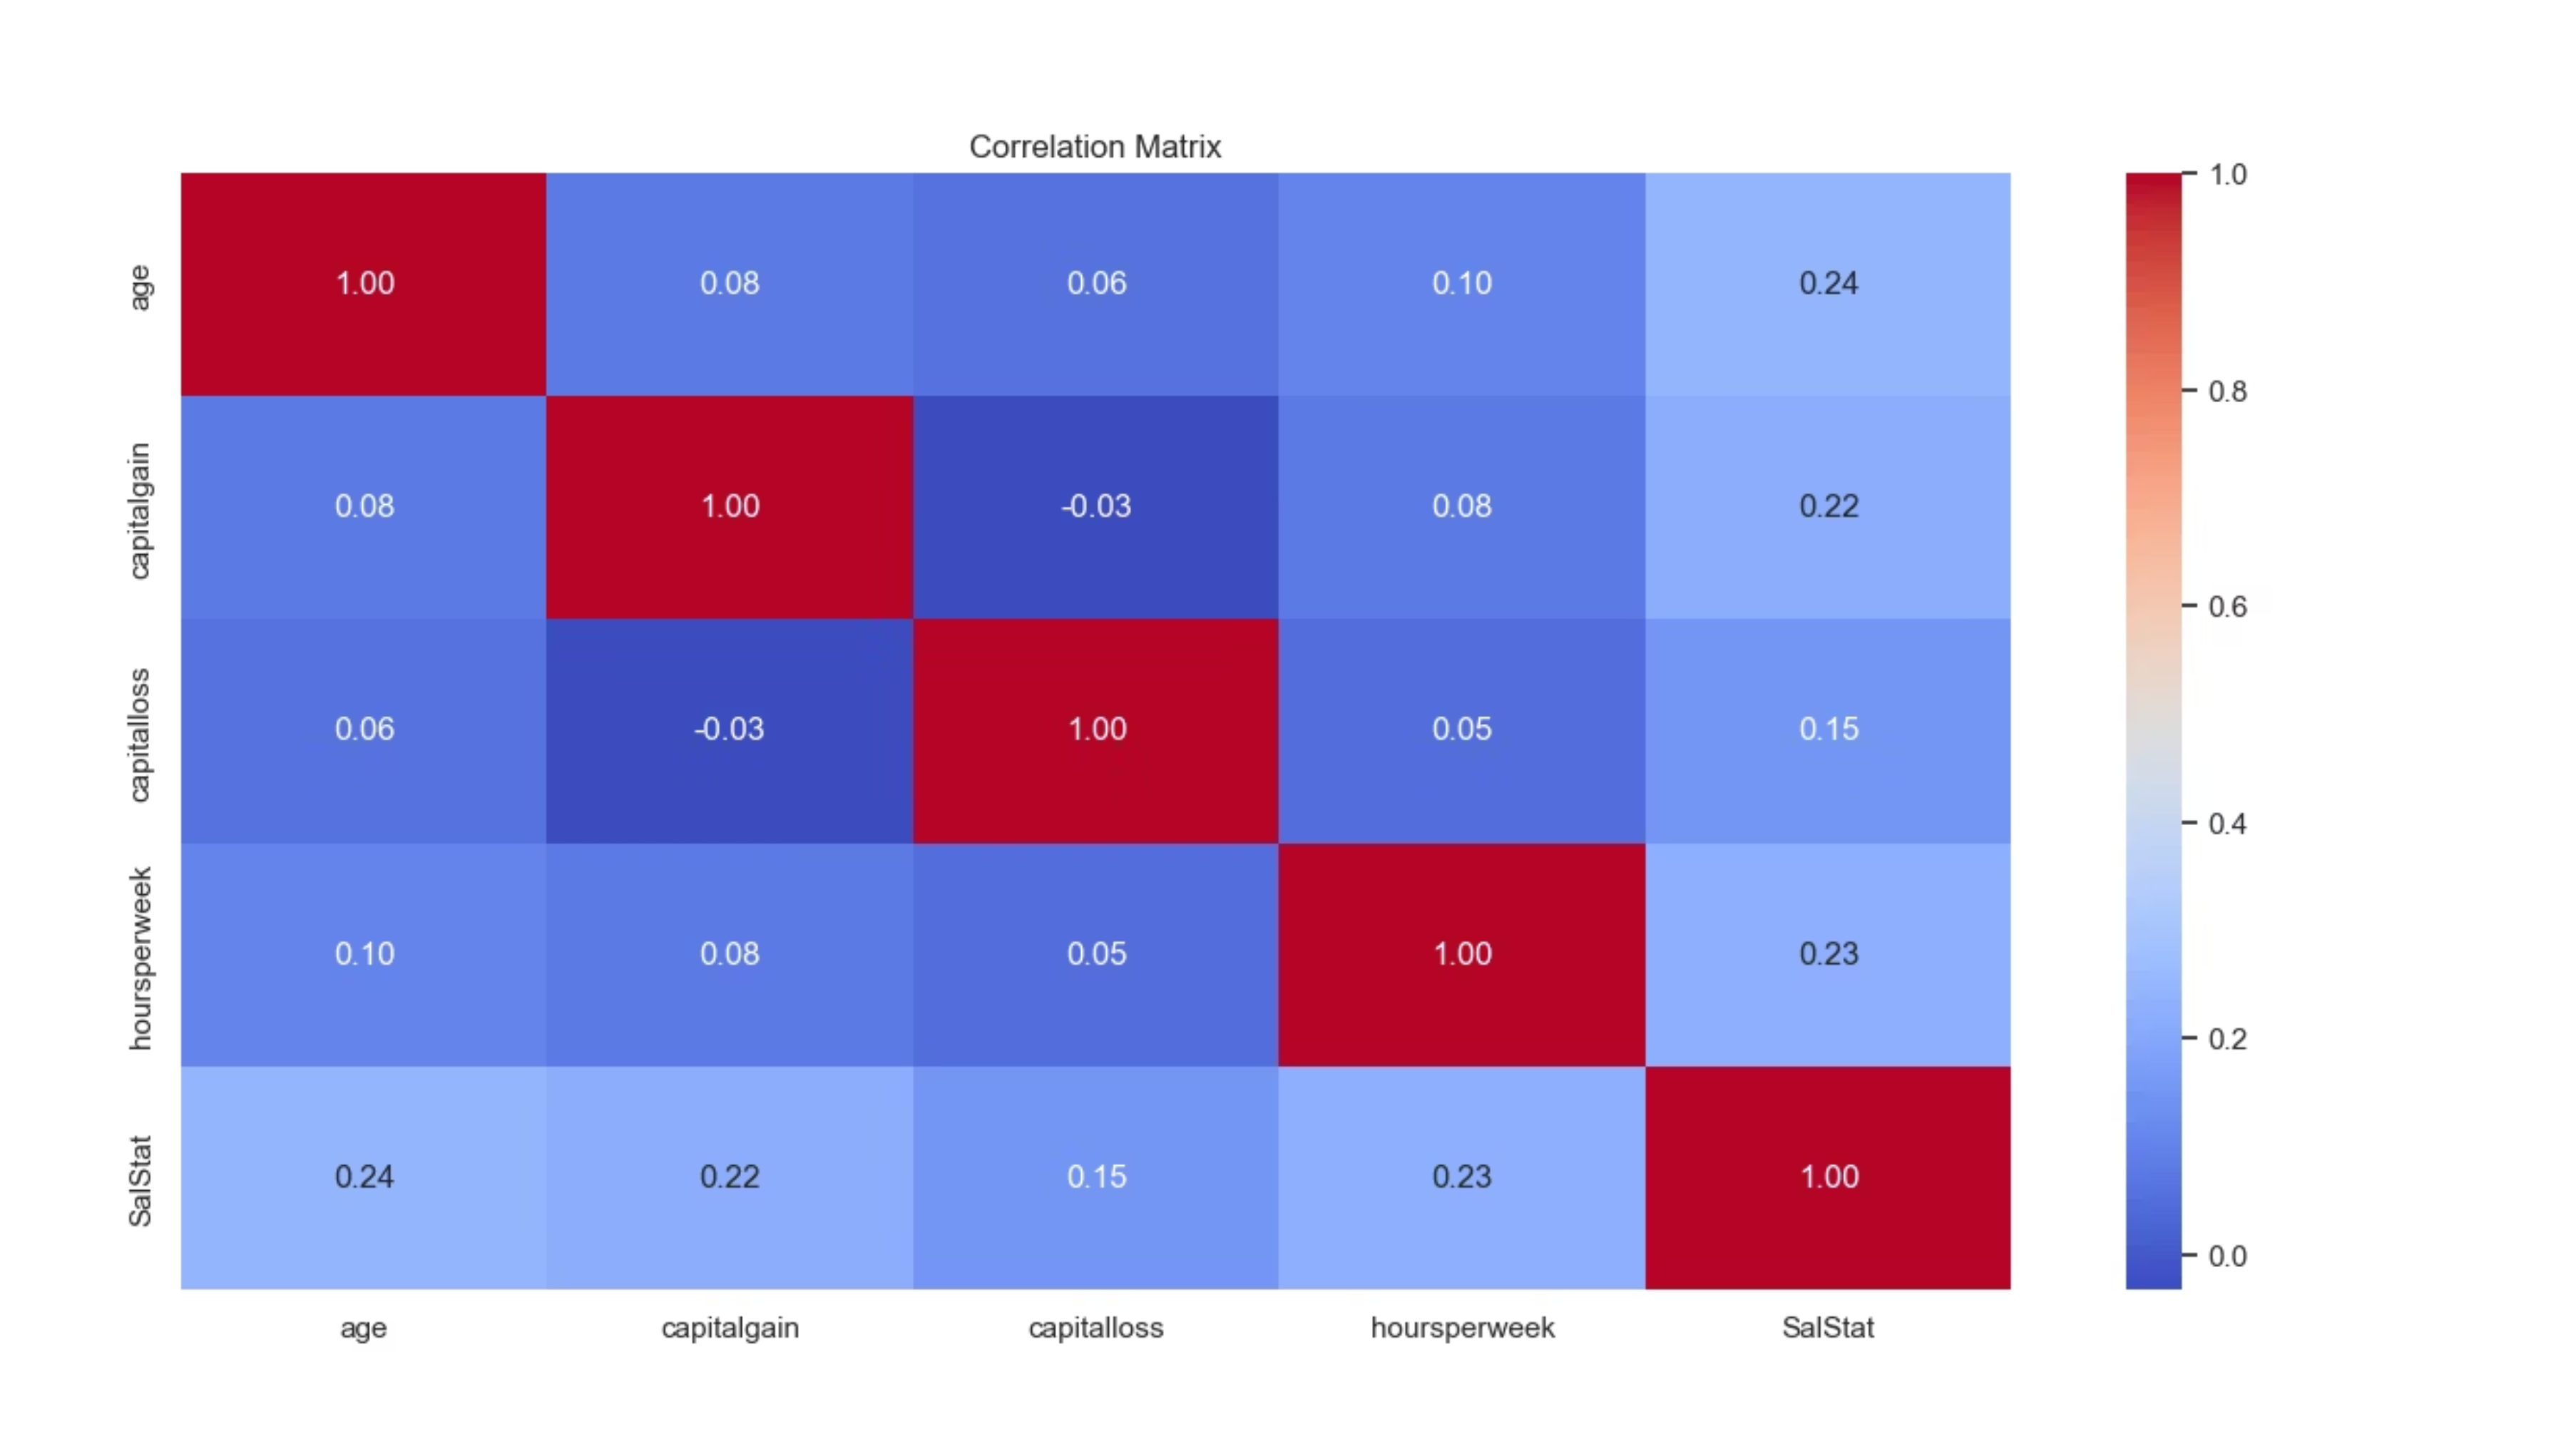 Correlation Matrix
age 1.00 0.08 0.06 0.10 0.24
capitalgain 0.08 1.00 -0.03 0.08 0.22
capitalloss 0.06 -0.03 1.00 0.05 0.15
hoursperweek 0.10 0.08 0.05 1.00 0.23
SalStat 0.24 0.22 0.15 0.23 1.00
age capitalgain capitalloss hoursperweek SalStat
1.0
0.8
0.6
0.4
0.2
0.0